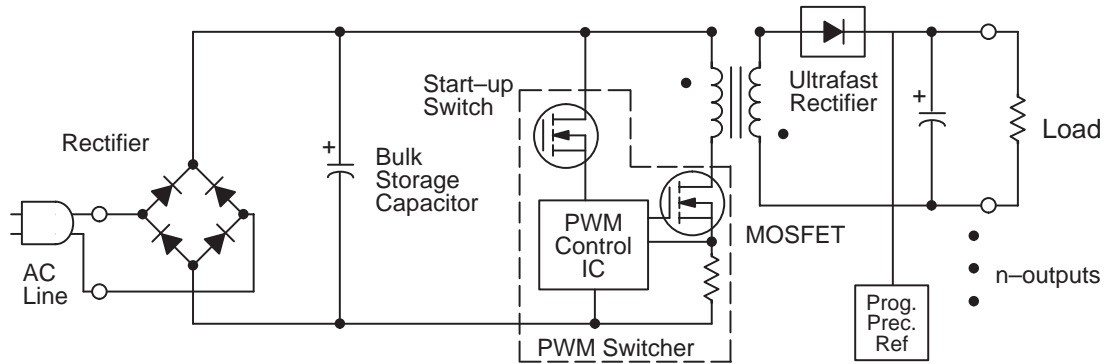 Rectifier
AC
Line
+
Bulk
Storage
Capacitor
Start–up
Switch
PWM
Control
IC
PWM Switcher
MOSFET
Ultrafast
Rectifier
+
Load
n–outputs
Prog.
Prec.
Ref